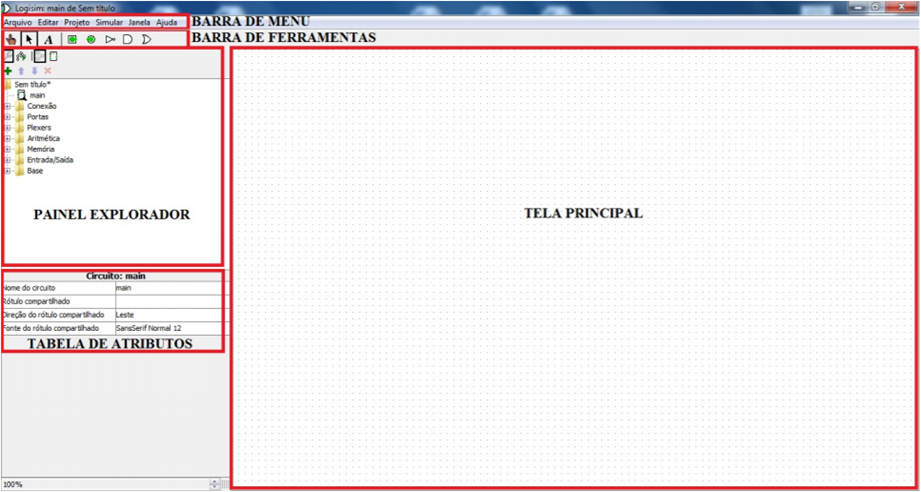 Logisim: main de Sem título
Arquivo Editar Projeto Simular Janela Ajuda
BARRA DE MENU
BARRA DE FERRAMENTAS
A
Sem título*
main
Conexão
Portas
Plexers
Aritmética
Memória
Entrada/Saída
Base
PAINEL EXPLORADOR
TELA PRINCIPAL
Circuito: main
Nome do circuito main
Rótulo compartilhado
Direção do rótulo compartilhado Leste
Fonte do rótulo compartilhado SansSerif Normal 12
TABELA DE ATRIBUTOS
100%